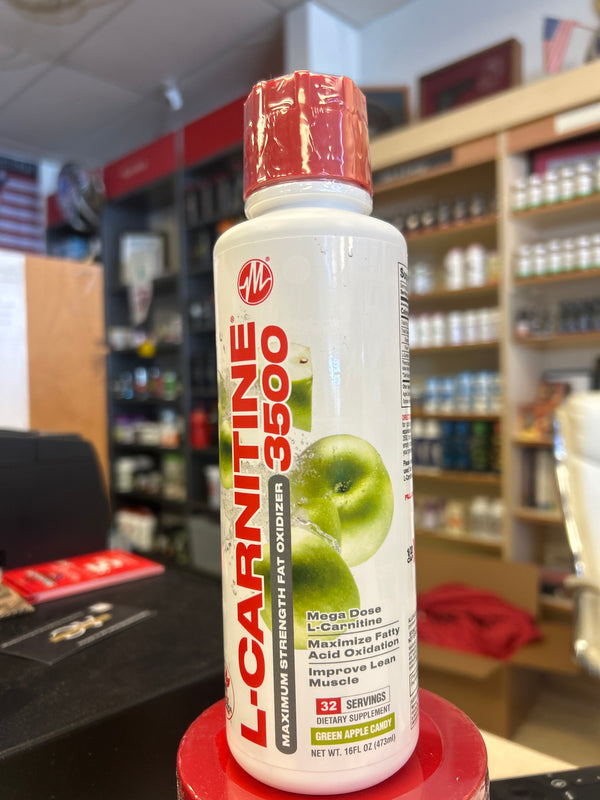 L-CARNITINE®
3500
MAXIMUM STRENGTH FAT OXIDIZER
Mega Dose
L-Carnitine
Maximize Fatty
Acid Oxidation
Improve Lean
Muscle
32 SERVINGS
DIETARY SUPPLEMENT
GREEN APPLE CANDY
NET WT. 16FL OZ (473ml)